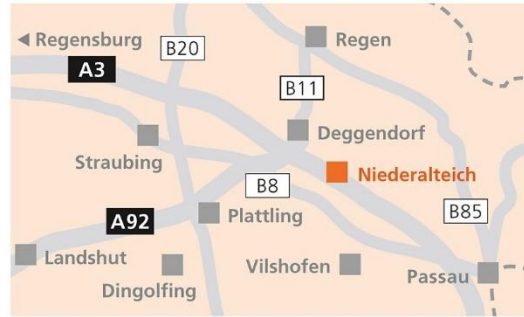 ◄ Regensburg
B20
Regen
A3
B11
Deggendorf
Straubing
Niederalteich
B8
A92
Plattling
B85
Landshut
Vilshofen
Passau
Dingolfing